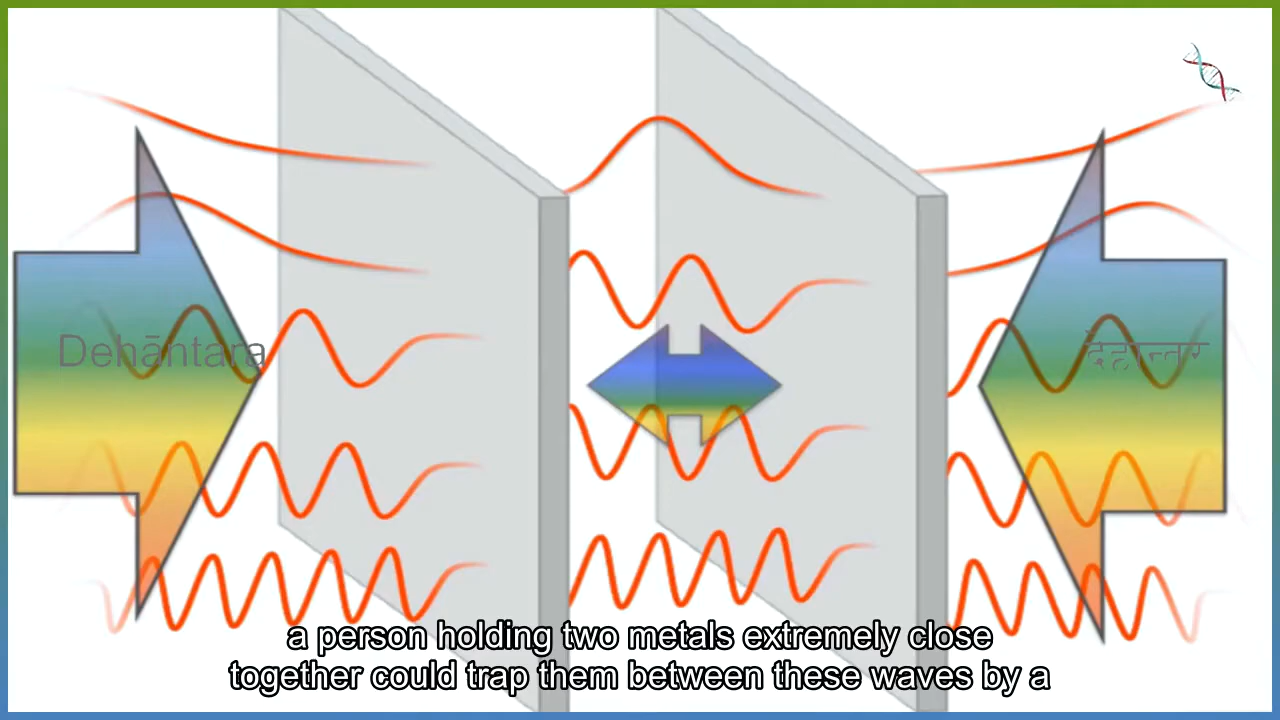 Dehāntara
देहान्तर
a person holding two metals extremely close
together could trap them between these waves by a